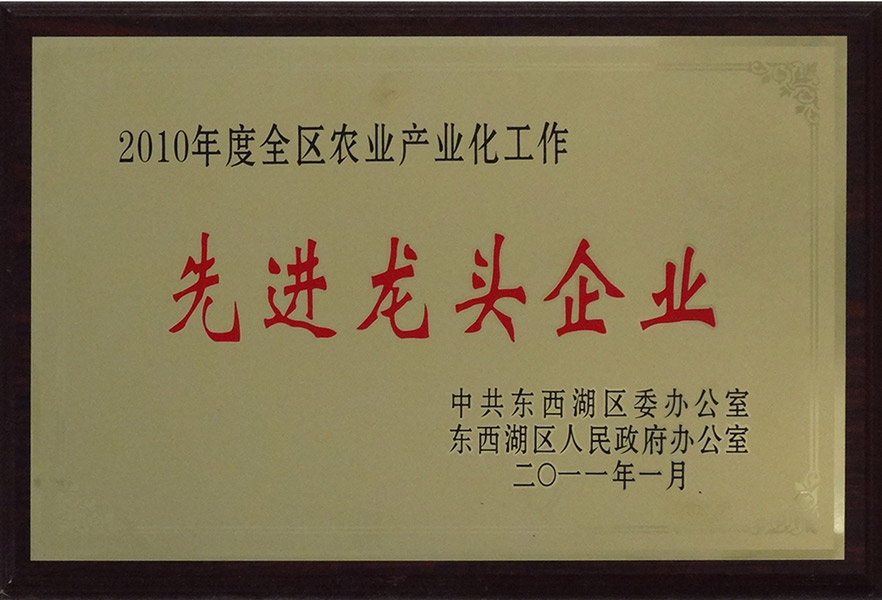 2010年度全区农业产业化工作
先进龙头企业
中共东西湖区委办公室
东西湖区人民政府办公室
二〇一一年一月